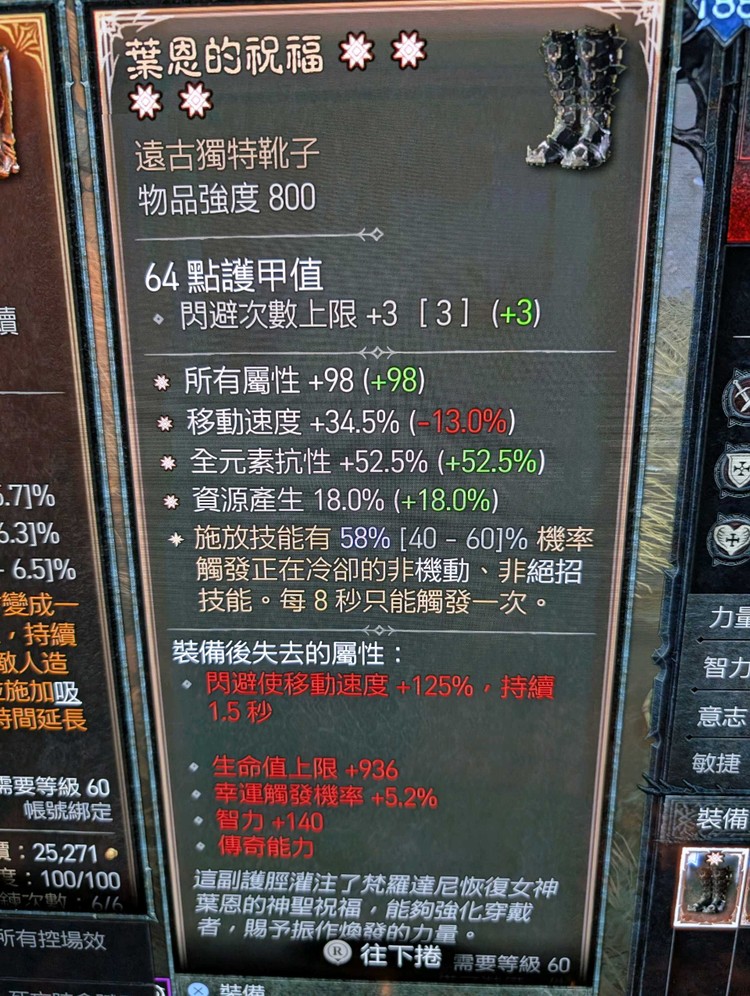 葉恩的祝福
遠古獨特靴子
物品強度 800
64 點護甲值
閃避次數上限 +3 [3] (+3)
所有屬性 +98 (+98)
移動速度 +34.5% (-13.0%)
全元素抗性 +52.5% (+52.5%)
資源產生 18.0% (+18.0%)
施放技能有 58% [40 - 60]% 機率
觸發正在冷卻的非機動、非絕招
技能。每 8 秒只能觸發一次。
裝備後失去的屬性：
閃避使移動速度 +125%，持續
1.5 秒
生命值上限 +936
幸運觸發機率 +5.2%
智力 +140
傳奇能力
這副護脛灌注了梵羅達尼恢復女神
葉恩的神聖祝福，能夠強化穿戴
者，賜予振作煥發的力量。
R 往下捲 需要等級 60
裝備
續
6.3]%
- 6.5]%
變成一
，持續
敵人造
施加吸
時間延長
需要等級 60
帳號綁定
：25,271
：100/100
所有控場效
力量
智力
意志
敏捷
裝備